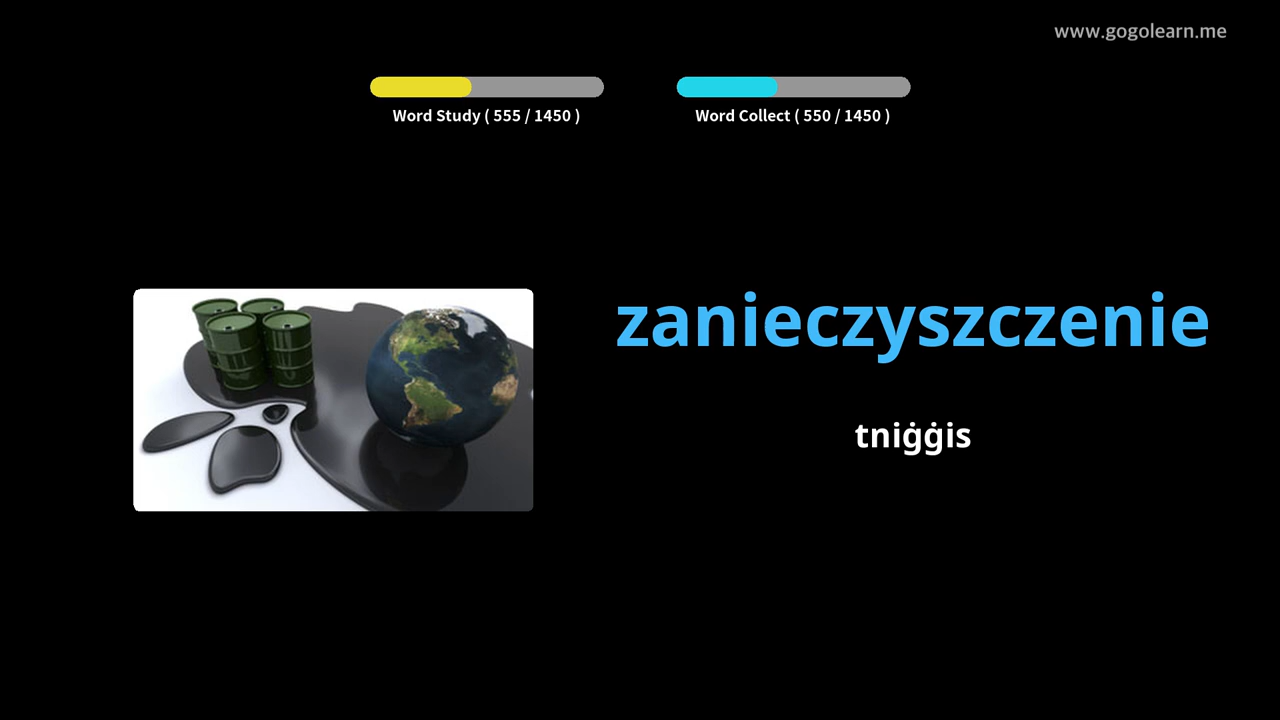 www.gogolearn.me
Word Study ( 555 / 1450 )
Word Collect ( 550 / 1450 )
zanieczyszczenie
tniġġis